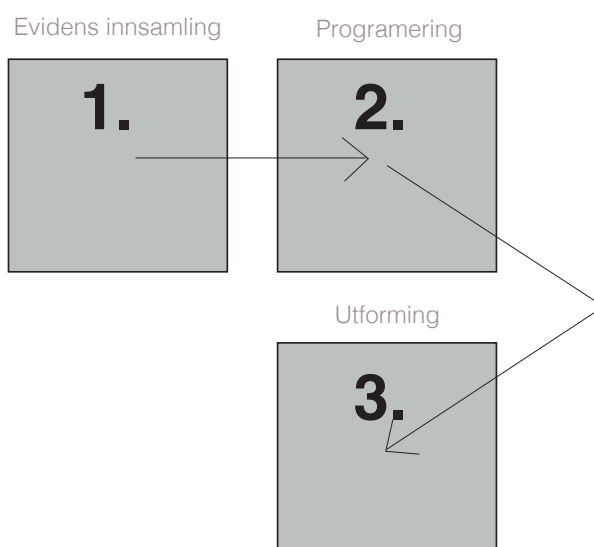 Evidens innsamling
1.
Programering
2.
Utforming
3.